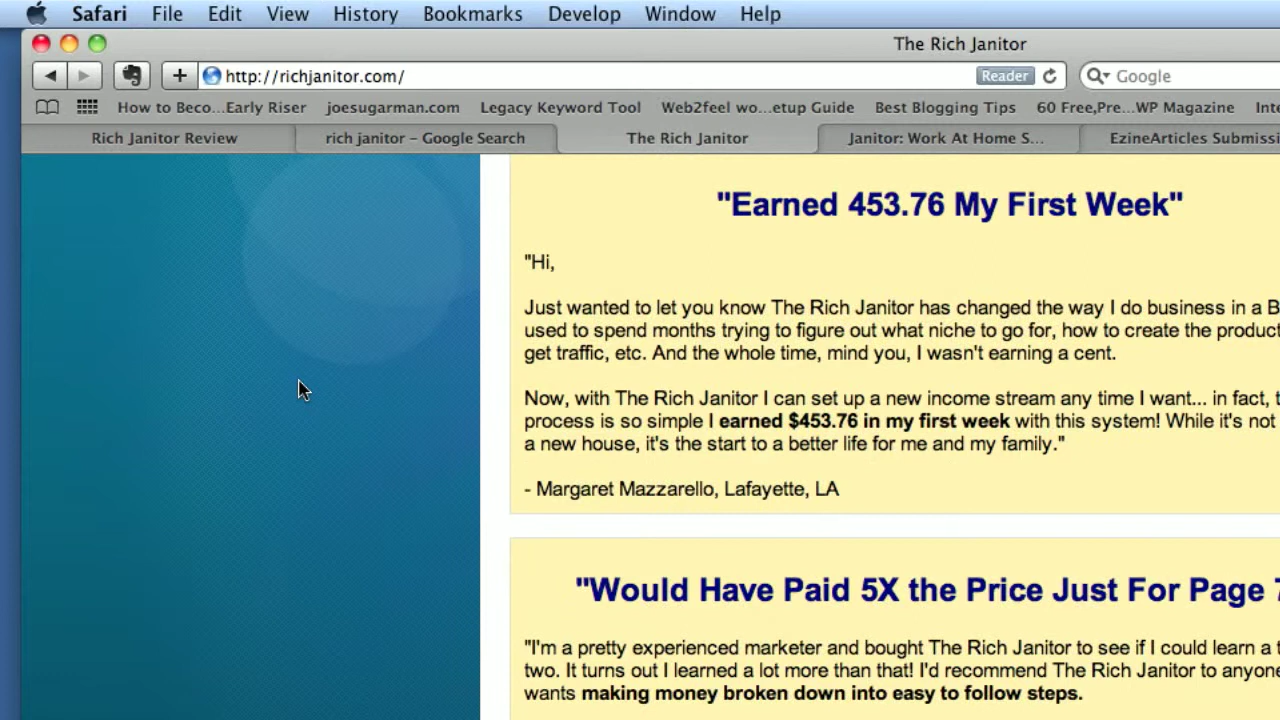 Safari File Edit View History Bookmarks Develop Window Help
The Rich Janitor
http://richjanitor.com/ Reader Google
How to Beco...Early Riser joesugarman.com Legacy Keyword Tool Web2feel wo...etup Guide Best Blogging Tips 60 Free,Pre...WP Magazine Inte
Rich Janitor Review rich janitor – Google Search The Rich Janitor Janitor: Work At Home S... EzineArticles Submissi
"Earned 453.76 My First Week"
"Hi,
Just wanted to let you know The Rich Janitor has changed the way I do business in a B
used to spend months trying to figure out what niche to go for, how to create the product
get traffic, etc. And the whole time, mind you, I wasn't earning a cent.
Now, with The Rich Janitor I can set up a new income stream any time I want... in fact, t
process is so simple I earned $453.76 in my first week with this system! While it's not
a new house, it's the start to a better life for me and my family."
- Margaret Mazzarello, Lafayette, LA
"Would Have Paid 5X the Price Just For Page 7
"I'm a pretty experienced marketer and bought The Rich Janitor to see if I could learn a t
two. It turns out I learned a lot more than that! I'd recommend The Rich Janitor to anyone
wants making money broken down into easy to follow steps.